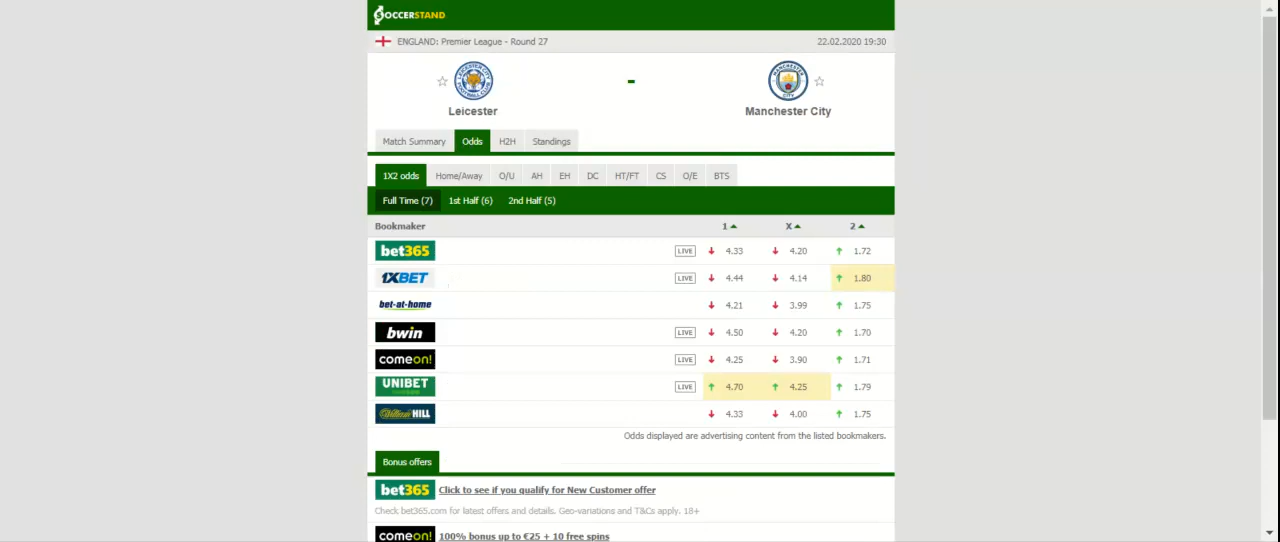 SOCCERSTAND
ENGLAND: Premier League - Round 27 22.02.2020 19:30
-
Leicester Manchester City
Match Summary Odds H2H Standings
1X2 odds Home/Away O/U AH EH DC HT/FT CS O/E BTS
Full Time (7) 1st Half (6) 2nd Half (5)
Bookmaker 1 X 2
bet365 LIVE 4.33 4.20 1.72
1XBET LIVE 4.44 4.14 1.80
bet-at-home 4.21 3.99 1.75
bwin LIVE 4.50 4.20 1.70
comeon! LIVE 4.25 3.90 1.71
UNIBET LIVE 4.70 4.25 1.79
William HILL 4.33 4.00 1.75
Odds displayed are advertising content from the listed bookmakers.
Bonus offers
bet365 Click to see if you qualify for New Customer offer
Check bet365.com for latest offers and details. Geo-variations and T&Cs apply. 18+
comeon! 100% bonus up to €25 + 10 free spins